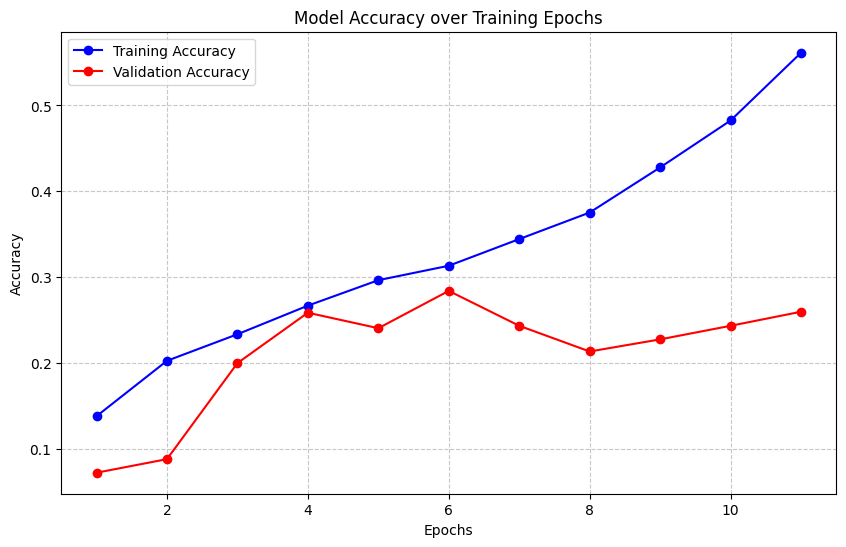 Model Accuracy over Training Epochs
Training Accuracy
Validation Accuracy
0.5
0.4
0.3
0.2
0.1
Accuracy
2 4 6 8 10
Epochs